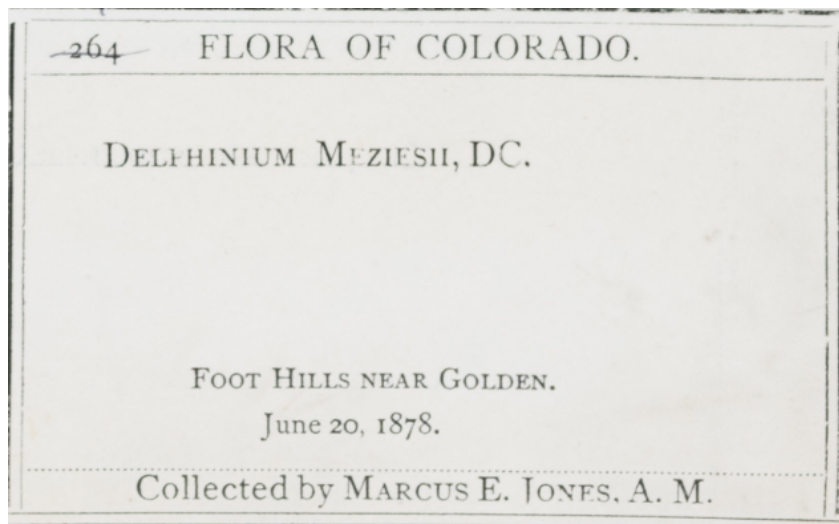 264 FLORA OF COLORADO.
DELPHINIUM MEZIESII, DC.
FOOT HILLS NEAR GOLDEN.
June 20, 1878.
Collected by MARCUS E. JONES. A. M.